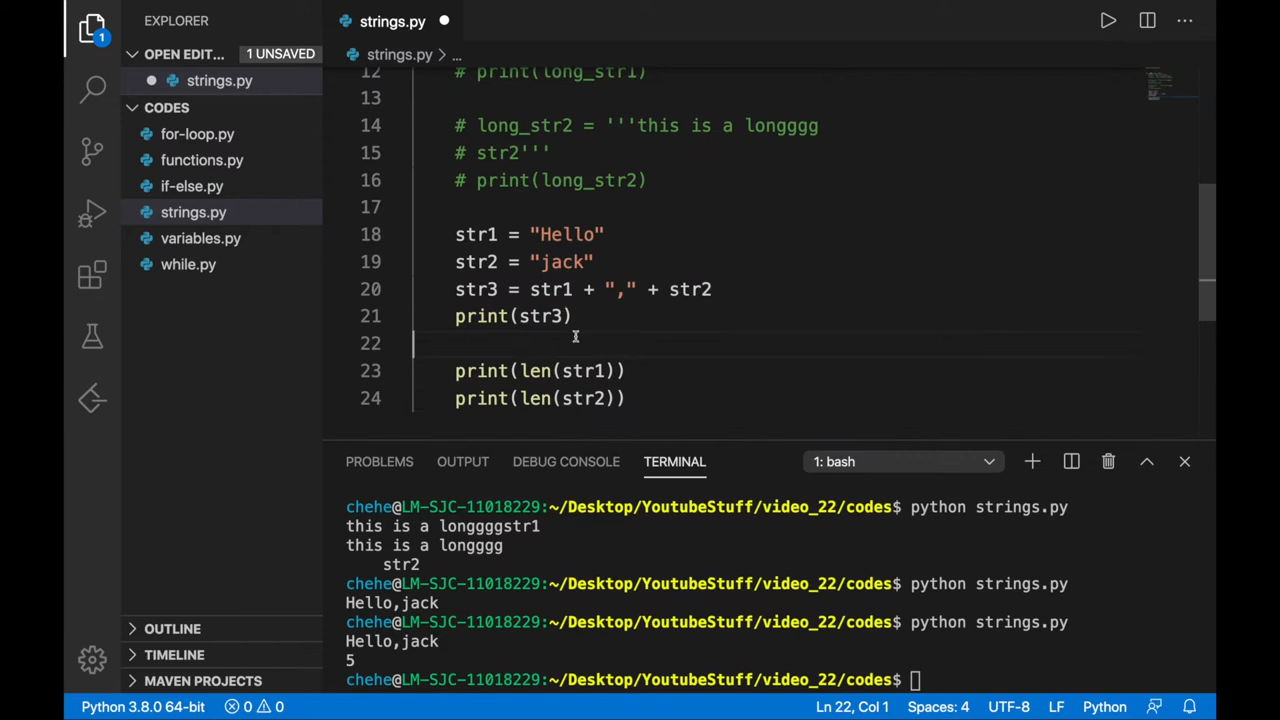 EXPLORER
strings.py
1
OPEN EDIT… 1 UNSAVED
strings.py > ...
strings.py
CODES
for-loop.py
functions.py
if-else.py
strings.py
variables.py
while.py
12 # print(long_str1)
13
14 # long_str2 = '''this is a longggg
15 # str2'''
16 # print(long_str2)
17
18 str1 = "Hello"
19 str2 = "jack"
20 str3 = str1 + "," + str2
21 print(str3)
22
23 print(len(str1))
24 print(len(str2))
PROBLEMS OUTPUT DEBUG CONSOLE TERMINAL 1: bash
chehe@LM-SJC-11018229:~/Desktop/YoutubeStuff/video_22/codes$ python strings.py
this is a longgggstr1
this is a longggg
str2
chehe@LM-SJC-11018229:~/Desktop/YoutubeStuff/video_22/codes$ python strings.py
Hello,jack
chehe@LM-SJC-11018229:~/Desktop/YoutubeStuff/video_22/codes$ python strings.py
Hello,jack
5
chehe@LM-SJC-11018229:~/Desktop/YoutubeStuff/video_22/codes$
OUTLINE
TIMELINE
MAVEN PROJECTS
Python 3.8.0 64-bit 0 0 Ln 22, Col 1 Spaces: 4 UTF-8 LF Python